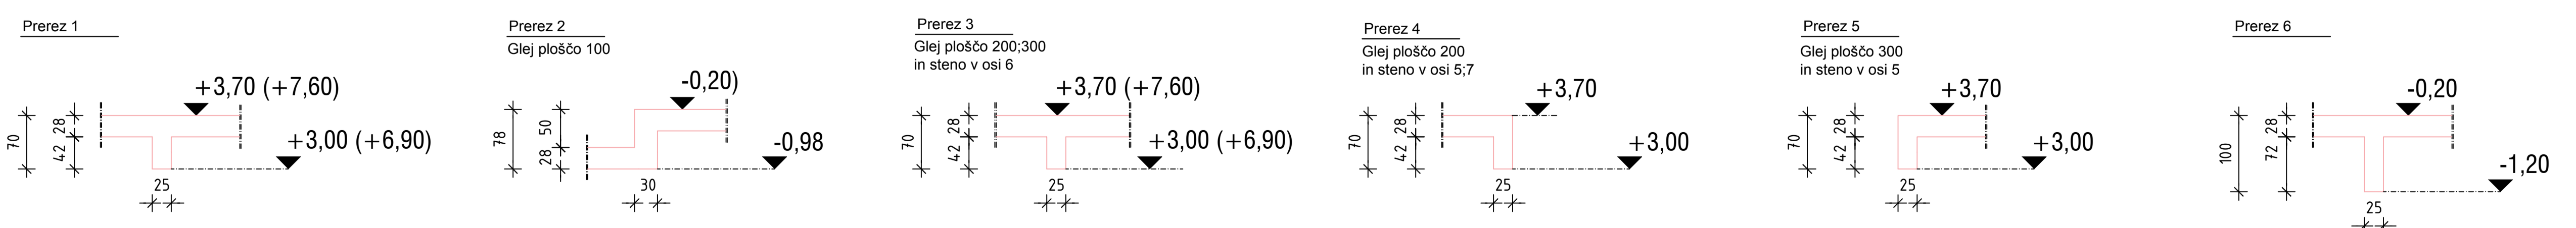 Prerez 1
+3,70 (+7,60)
+3,00 (+6,90)
70
28
42
25
Prerez 2
Glej ploščo 100
-0,20)
-0,98
78
50
28
30
Prerez 3
Glej ploščo 200;300
in steno v osi 6
+3,70 (+7,60)
+3,00 (+6,90)
70
28
42
25
Prerez 4
Glej ploščo 200
in steno v osi 5;7
+3,70
+3,00
70
28
42
25
Prerez 5
Glej ploščo 300
in steno v osi 5
+3,70
+3,00
70
28
42
25
Prerez 6
-0,20
-1,20
100
28
72
25